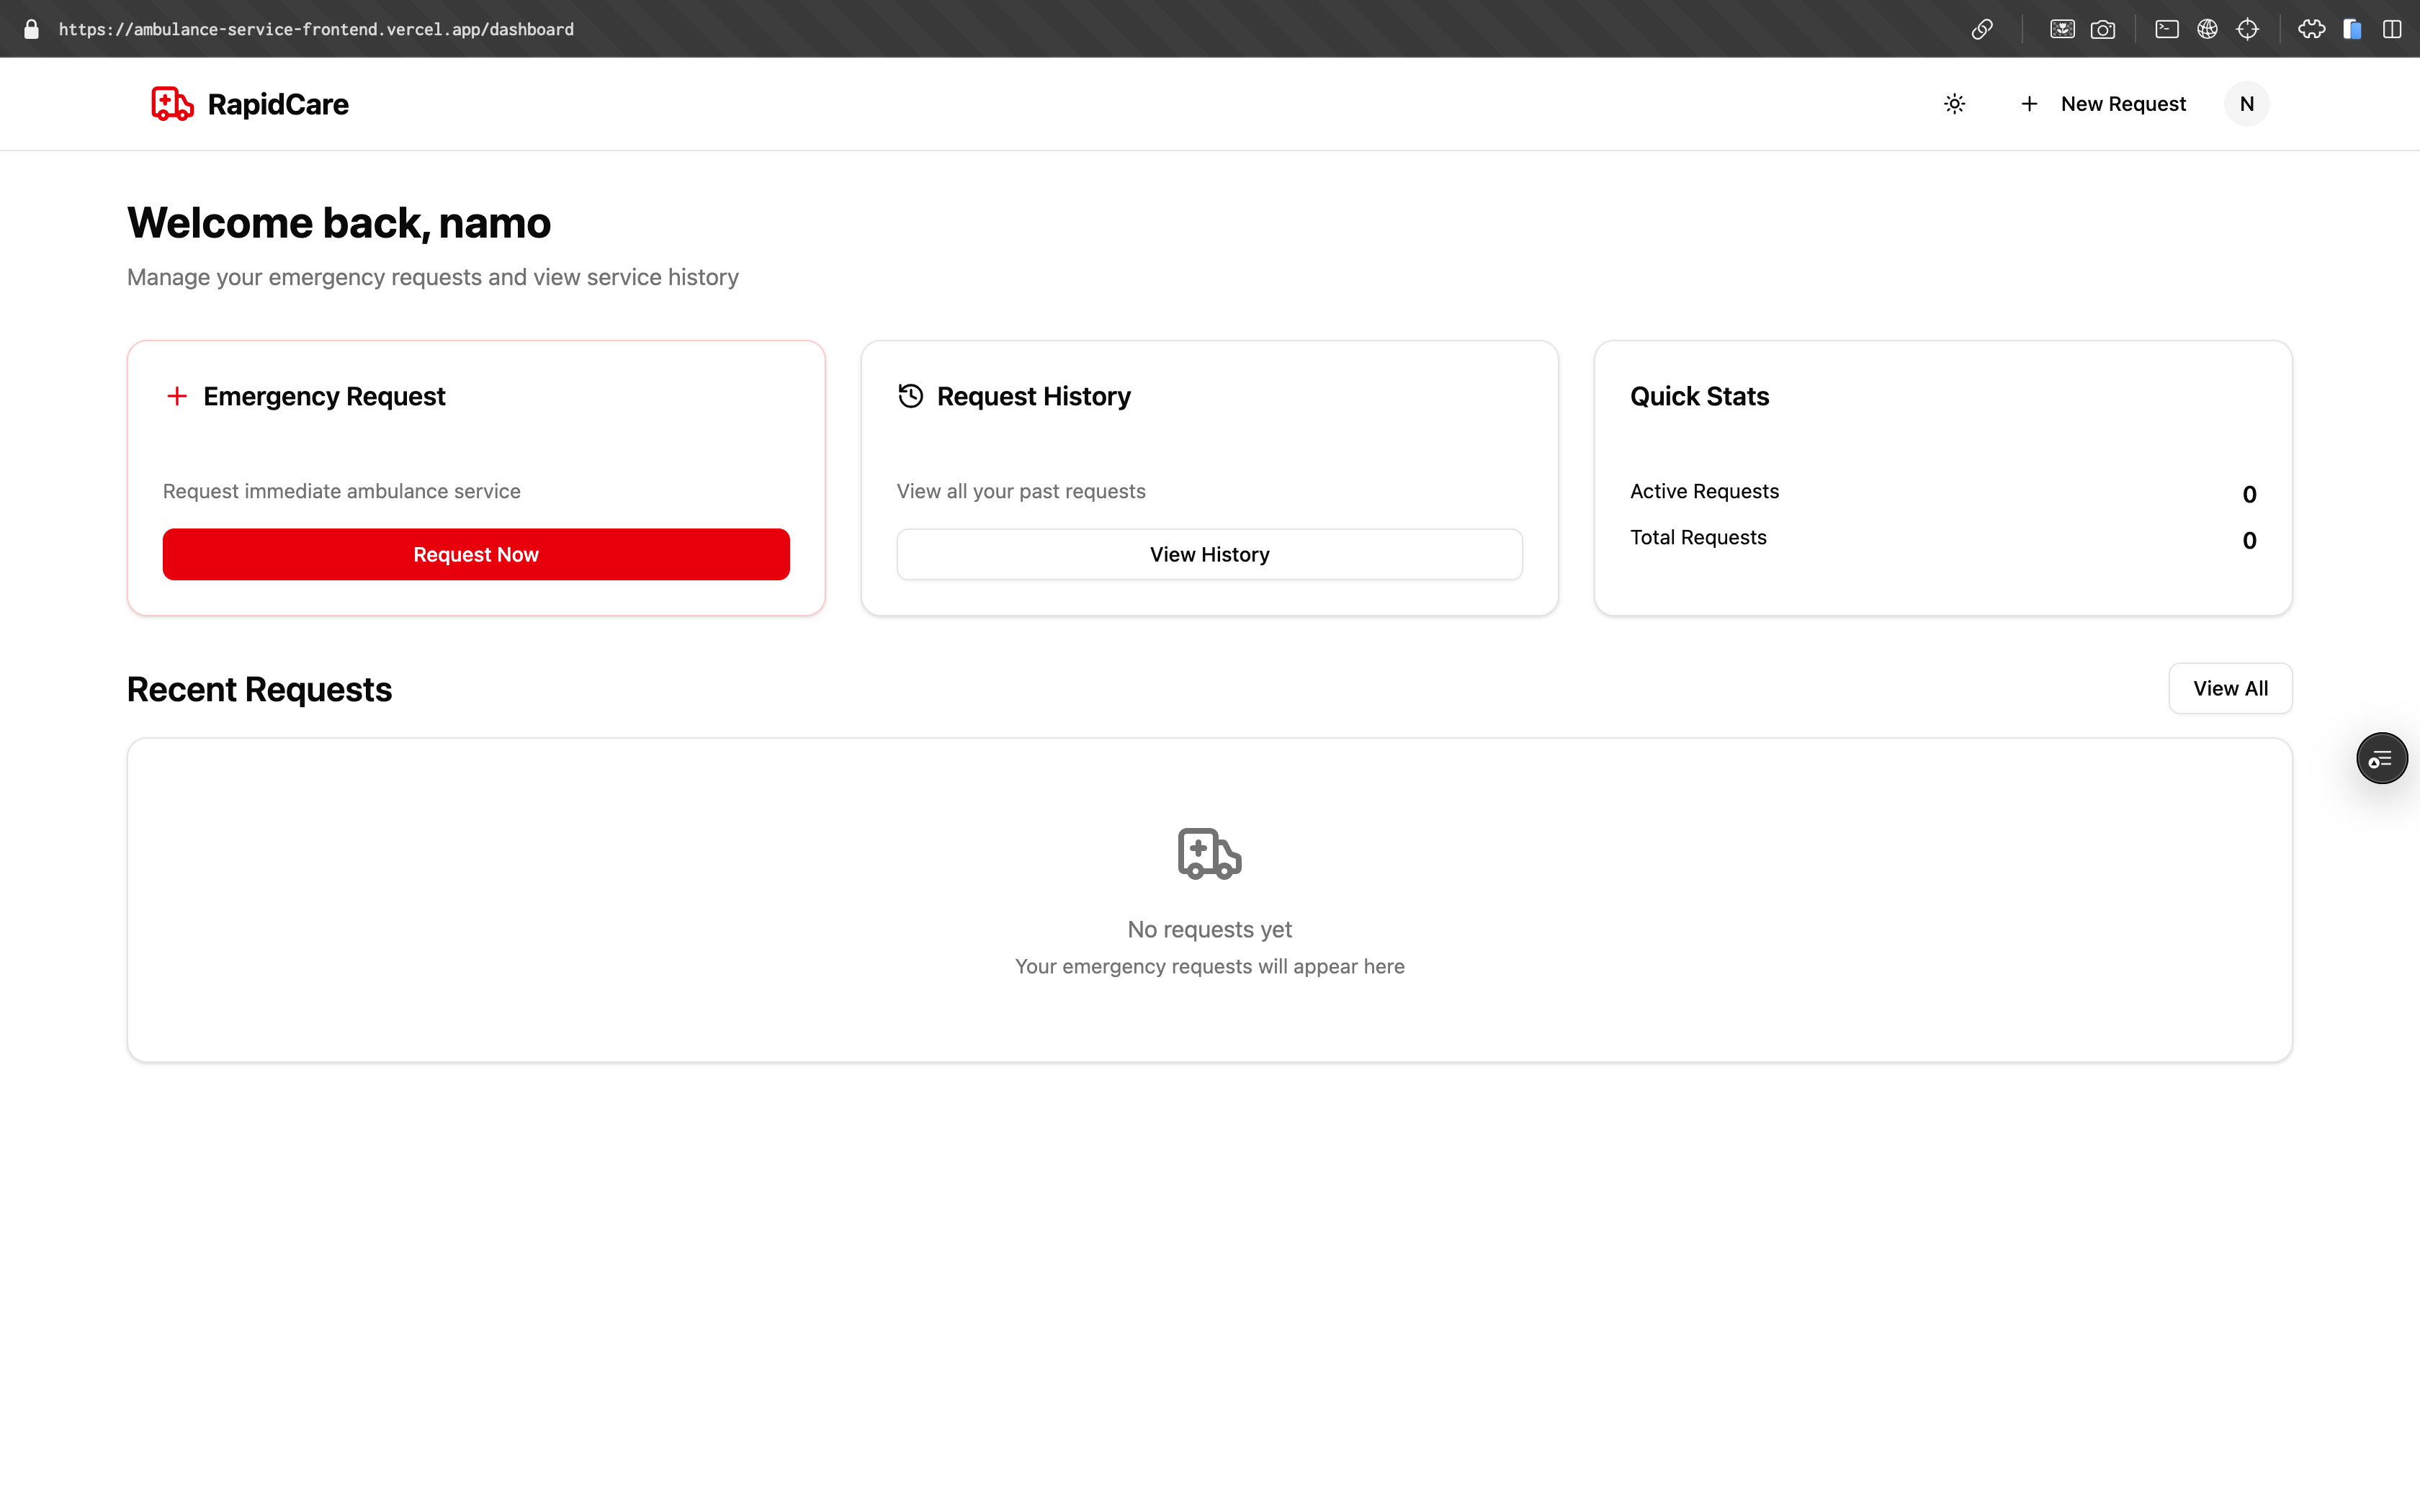 https://ambulance-service-frontend.vercel.app/dashboard
RapidCare
New Request
N
Welcome back, namo
Manage your emergency requests and view service history
Emergency Request
Request immediate ambulance service
Request Now
Request History
View all your past requests
View History
Quick Stats
Active Requests 0
Total Requests 0
Recent Requests
View All
No requests yet
Your emergency requests will appear here